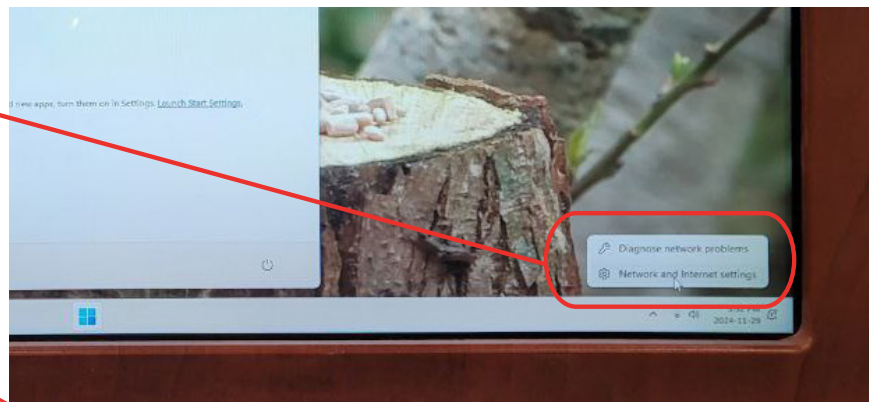 new apps, turn them on in Settings. Launch Start Settings.
Diagnose network problems
Network and Internet settings
2024-11-29